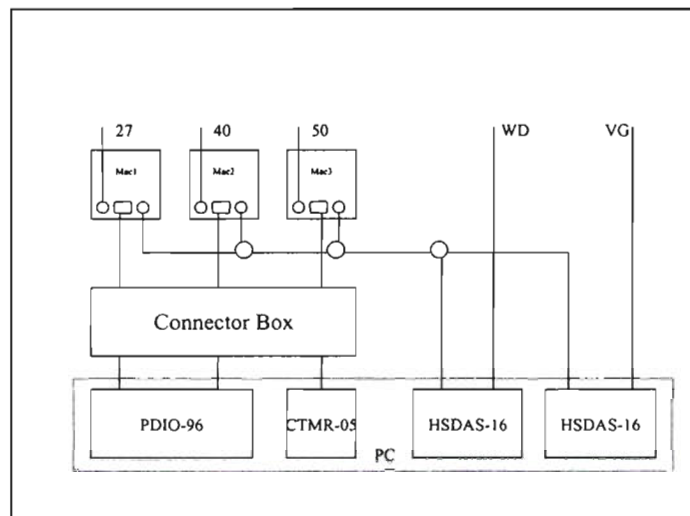 27 40 50 WD VG
Mac1 Mac2 Mac3
Connector Box
PDIO-96 CTMR-05 HSDAS-16 HSDAS-16
PC